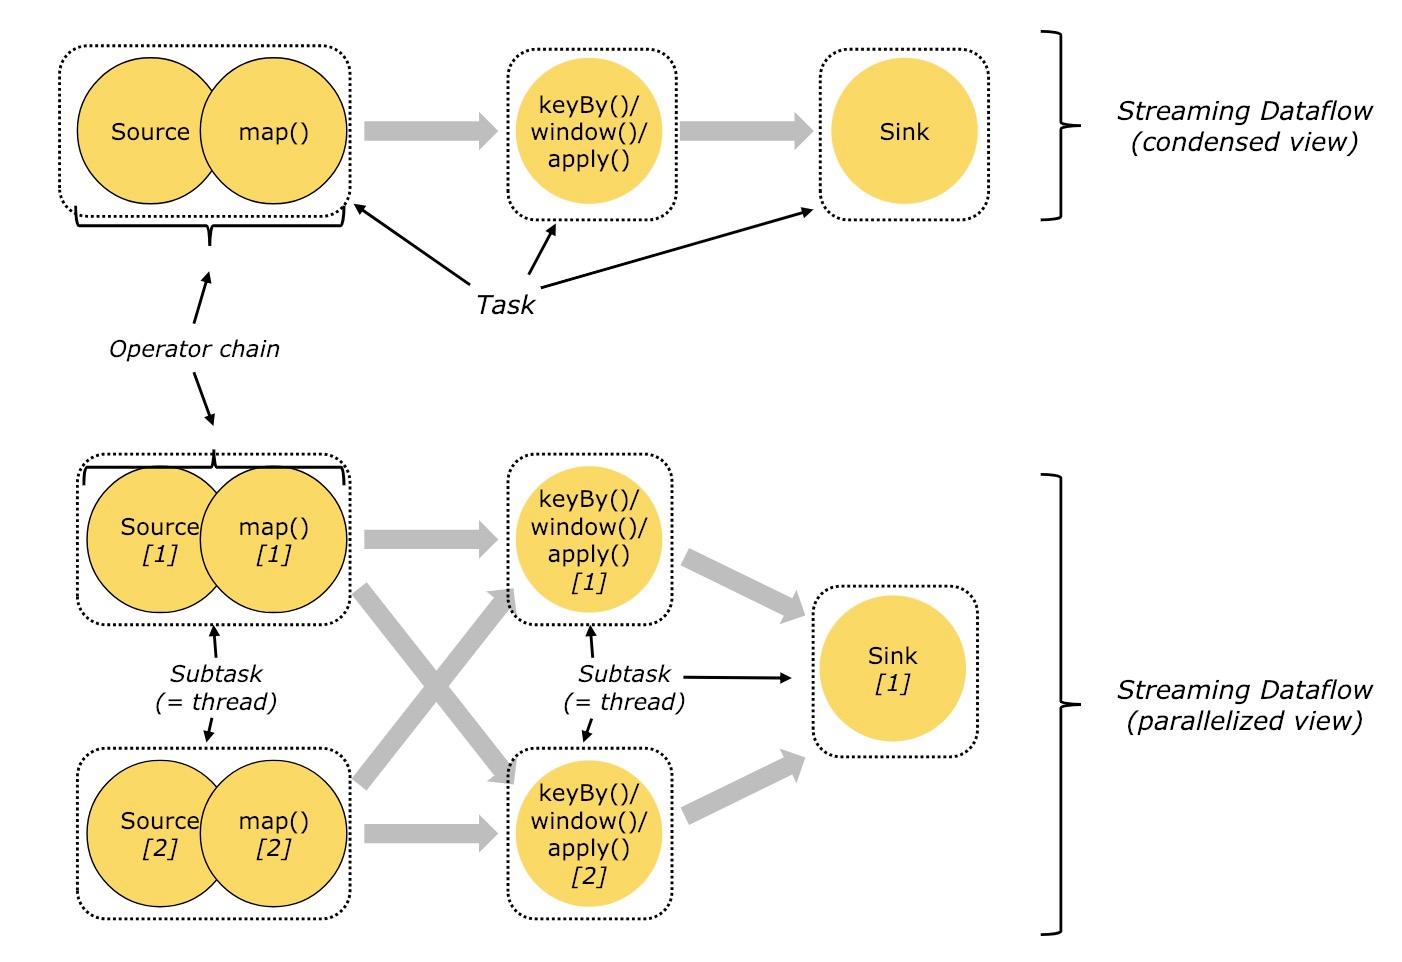 Source
map()
keyBy()/
window()/
apply()
Sink
Streaming Dataflow
(condensed view)
Task
Operator chain
Source
[1]
map()
[1]
keyBy()/
window()/
apply()
[1]
Subtask
(= thread)
Subtask
(= thread)
Sink
[1]
Streaming Dataflow
(parallelized view)
Source
[2]
map()
[2]
keyBy()/
window()/
apply()
[2]